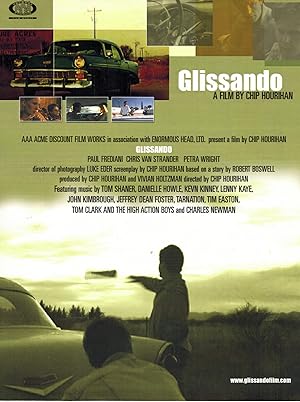 Glissando
A FILM BY CHIP HOURIHAN
AAA ACME DISCOUNT FILM WORKS in association with ENORMOUS HEAD, LTD. present a film by CHIP HOURIHAN
GLISSANDO
PAUL FREDIANI CHRIS VAN STRANDER PETRA WRIGHT
director of photography LUKE EDER screenplay by CHIP HOURIHAN based on a story by ROBERT BOSWELL
produced by CHIP HOURIHAN and VIVIAN HOLTZMAN directed by CHIP HOURIHAN
Featuring music by TOM SHANER, DANIELLE HOWLE, KEVN KINNEY, LENNY KAYE,
JOHN KIMBROUGH, JEFFREY DEAN FOSTER, TARNATION, TIM EASTON,
TOM CLARK AND THE HIGH ACTION BOYS and CHARLES NEWMAN
www.glissandofilm.com